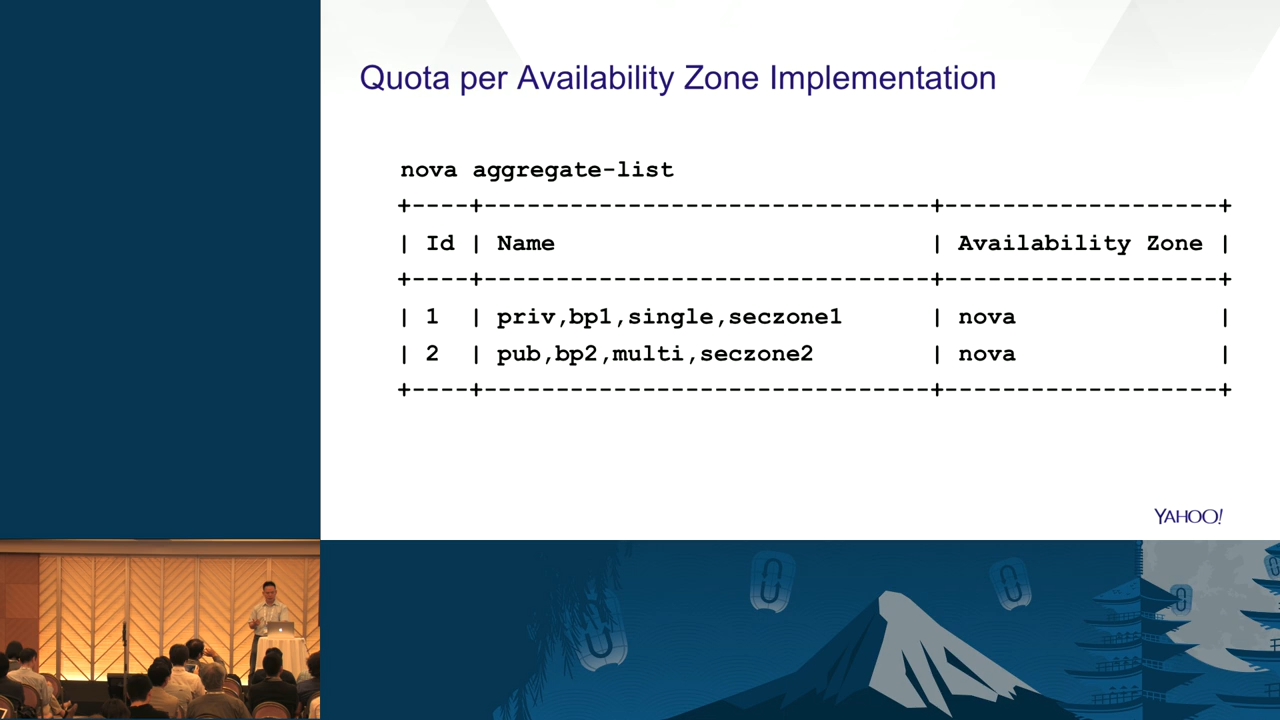 Quota per Availability Zone Implementation
nova aggregate-list
+----+-------------------------------+-------------------+
| Id | Name                          | Availability Zone |
+----+-------------------------------+-------------------+
| 1  | priv,bp1,single,seczone1      | nova              |
| 2  | pub,bp2,multi,seczone2        | nova              |
+----+-------------------------------+-------------------+
YAHOO!